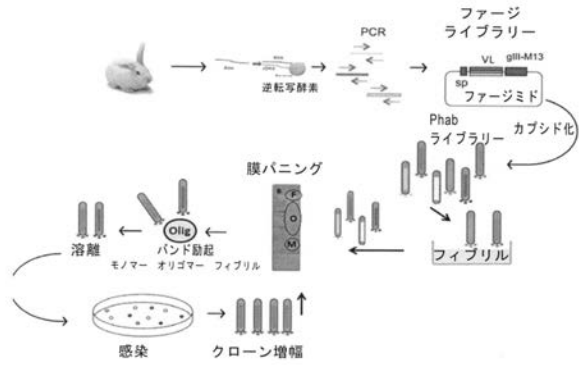 PCR
ファージ
ライブラリー
逆転写酵素
VL
gIII-M13
sp
ファージミド
Phab
ライブラリー
カプシド化
膜パニング
F
O
M
Olig
溶離
バンド励起
モノマー オリゴマー フィブリル
フィブリル
感染
クローン増幅